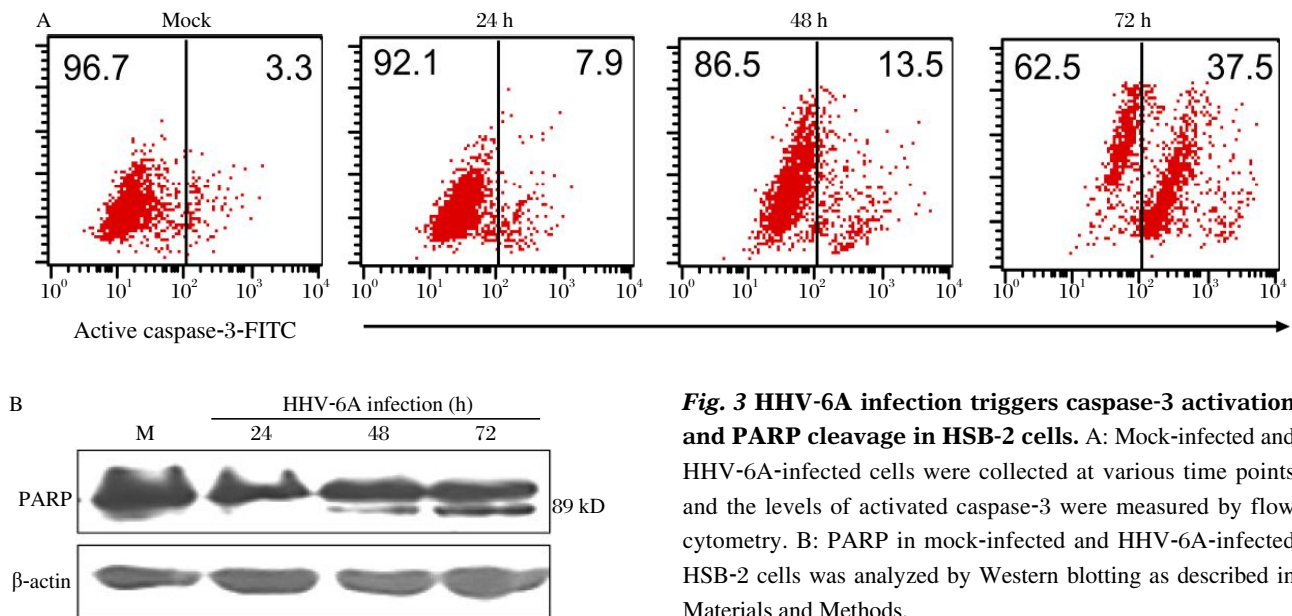 A Mock 24 h 48 h 72 h
96.7 3.3 92.1 7.9 86.5 13.5 62.5 37.5
10⁰ 10¹ 10² 10³ 10⁴ 10⁰ 10¹ 10² 10³ 10⁴ 10⁰ 10¹ 10² 10³ 10⁴ 10⁰ 10¹ 10² 10³ 10⁴
Active caspase-3-FITC
B HHV-6A infection (h)
M 24 48 72
PARP
89 kD
β-actin
Fig. 3 HHV-6A infection triggers caspase-3 activation
and PARP cleavage in HSB-2 cells. A: Mock-infected and
HHV-6A-infected cells were collected at various time points
and the levels of activated caspase-3 were measured by flow
cytometry. B: PARP in mock-infected and HHV-6A-infected
HSB-2 cells was analyzed by Western blotting as described in
Materials and Methods.